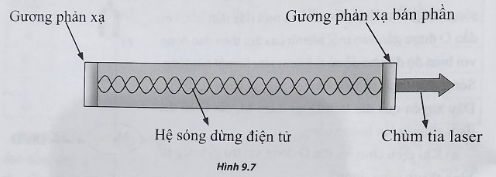 Gương phản xạ
Gương phản xạ bán phần
Hệ sóng dừng điện từ
Chùm tia laser
Hình 9.7